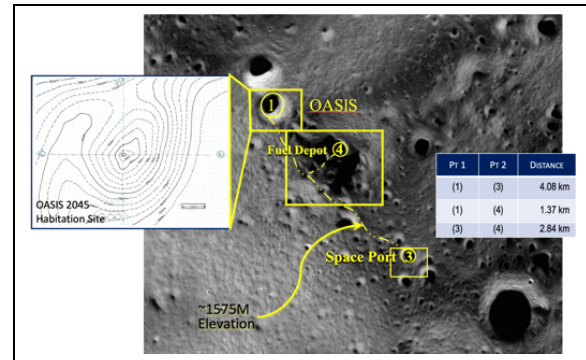 ① OASIS
Fuel Depot ④
OASIS 2045
Habitation Site
PT 1 PT 2 DISTANCE
(1) (3) 4.08 km
(1) (4) 1.37 km
(3) (4) 2.84 km
Space Port ③
~1575M
Elevation